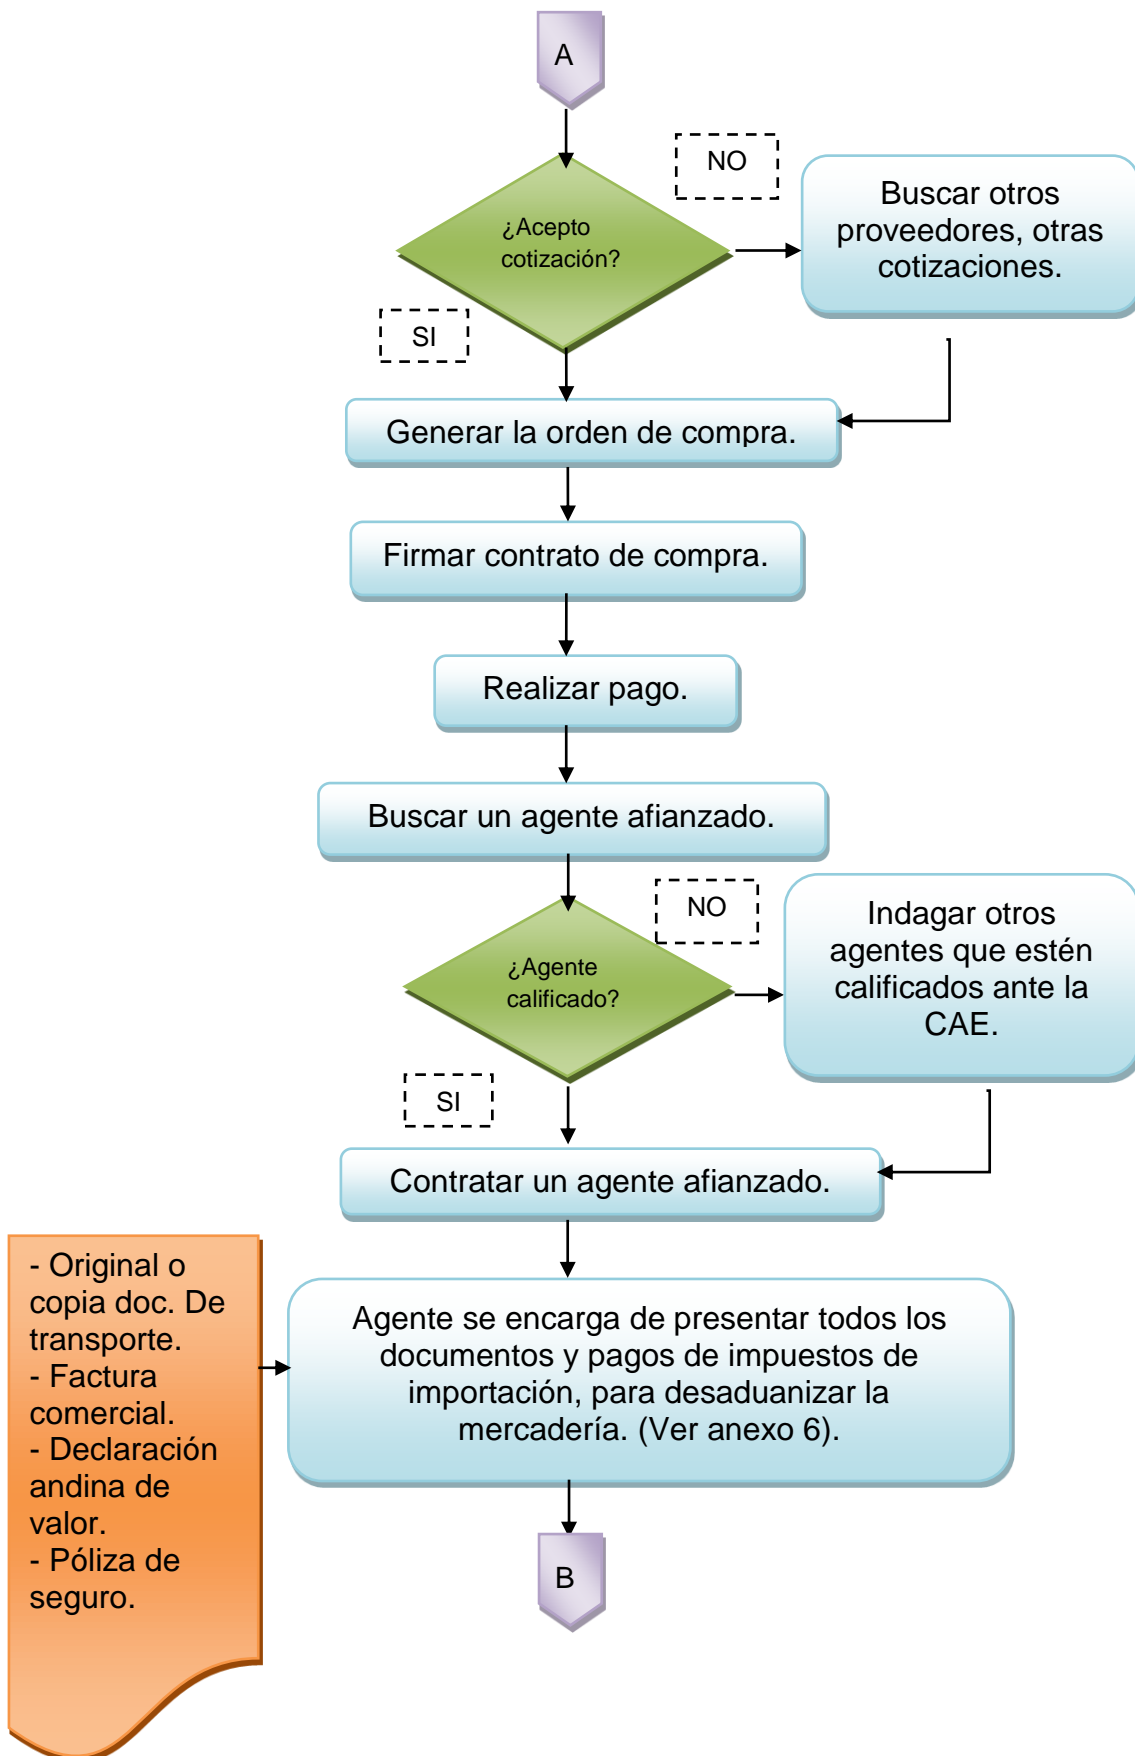 A
NO
¿Acepto
cotización?
Buscar otros
proveedores, otras
cotizaciones.
SI
Generar la orden de compra.
Firmar contrato de compra.
Realizar pago.
Buscar un agente afianzado.
NO
¿Agente
calificado?
Indagar otros
agentes que estén
calificados ante la
CAE.
SI
Contratar un agente afianzado.
- Original o
copia doc. De
transporte.
- Factura
comercial.
- Declaración
andina de
valor.
- Póliza de
seguro.
Agente se encarga de presentar todos los
documentos y pagos de impuestos de
importación, para desaduanizar la
mercadería. (Ver anexo 6).
B